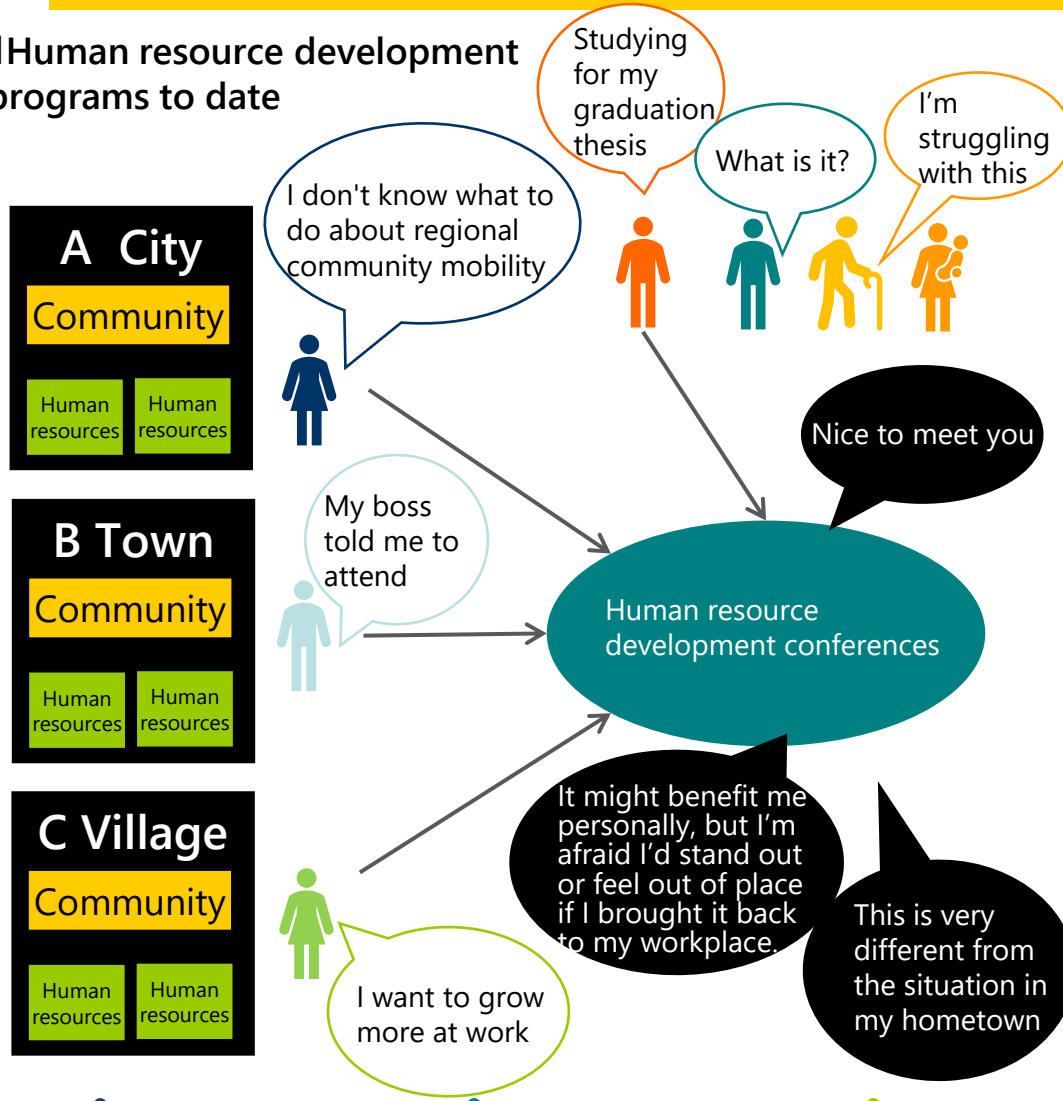 Human resource development
programs to date
Studying
for my
graduation
thesis
What is it?
I'm
struggling
with this
I don't know what to
do about regional
community mobility
A City
Community
Human
resources
Human
resources
Nice to meet you
My boss
told me to
attend
B Town
Community
Human
resources
Human
resources
Human resource
development conferences
It might benefit me
personally, but I'm
afraid I'd stand out
or feel out of place
if I brought it back
to my workplace.
C Village
Community
Human
resources
Human
resources
I want to grow
more at work
This is very
different from
the situation in
my hometown